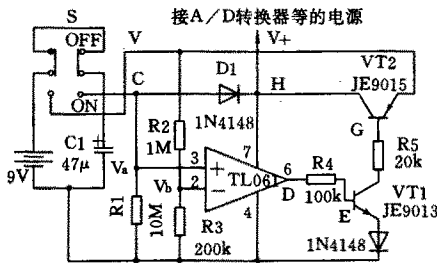 接A/D转换器等的电源
S
OFF
V
V+
VT2
C
D1
H
JE9015
ON
1N4148
G
C1
47μ
R2
1M
R5
20k
9V
Va
3
7
6
R4
TL061
D
100k
VT1
JE9013
Vb
2
4
E
R1
10M
R3
200k
1N4148